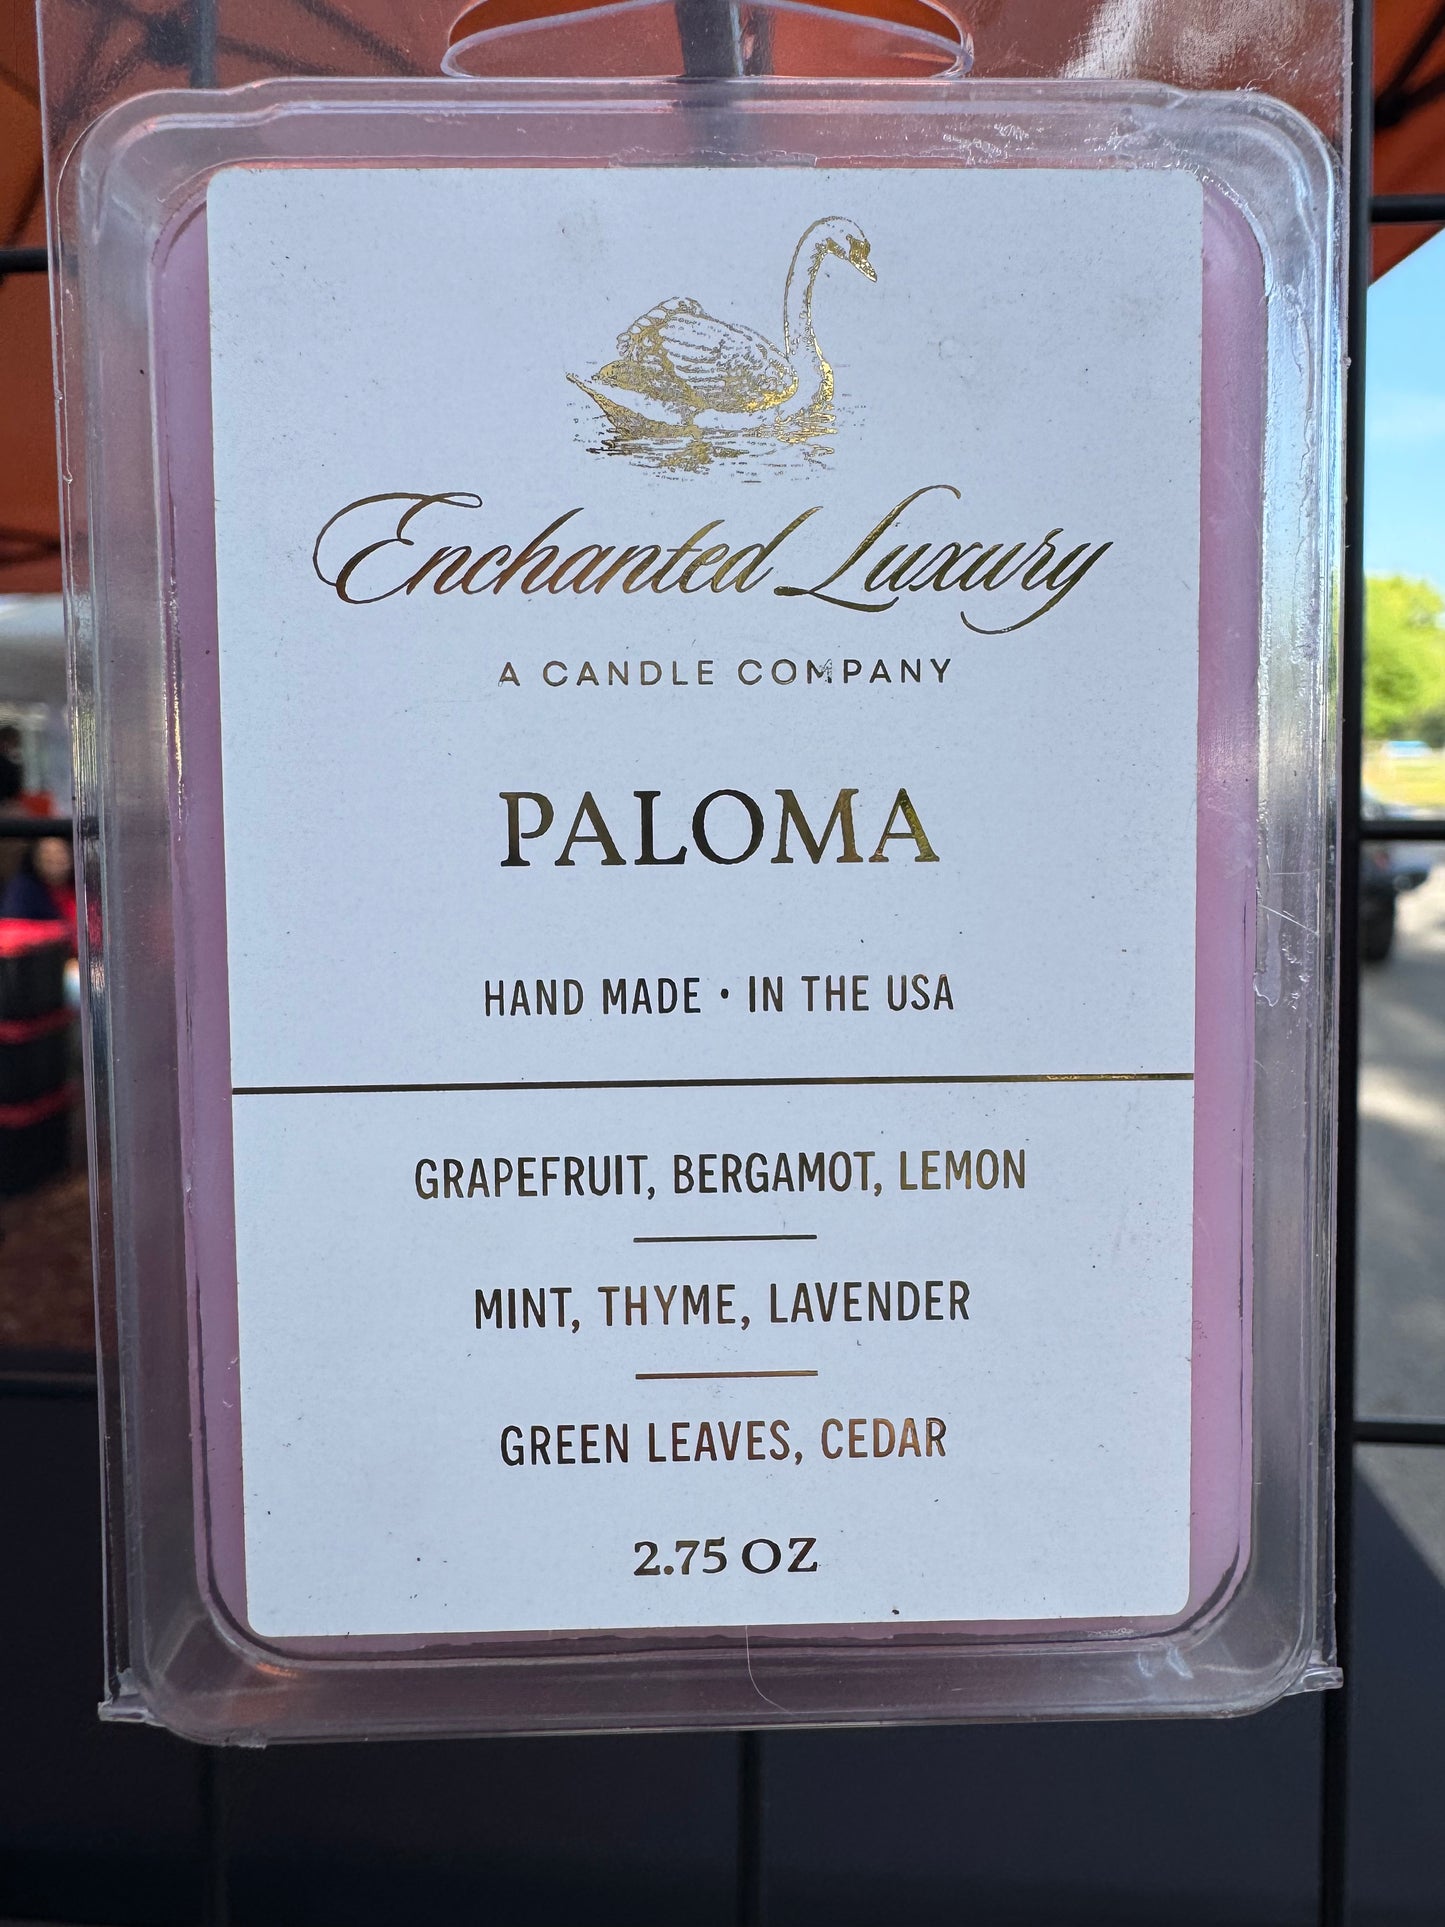 Enchanted Luxury
A CANDLE COMPANY
PALOMA
HAND MADE · IN THE USA
GRAPEFRUIT, BERGAMOT, LEMON
MINT, THYME, LAVENDER
GREEN LEAVES, CEDAR
2.75 OZ